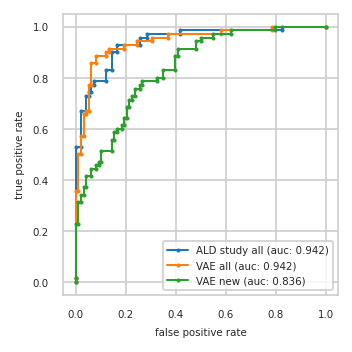 true positive rate
1.0
0.8
0.6
0.4
0.2
0.0
ALD study all (auc: 0.942)
VAE all (auc: 0.942)
VAE new (auc: 0.836)
0.0 0.2 0.4 0.6 0.8 1.0
false positive rate